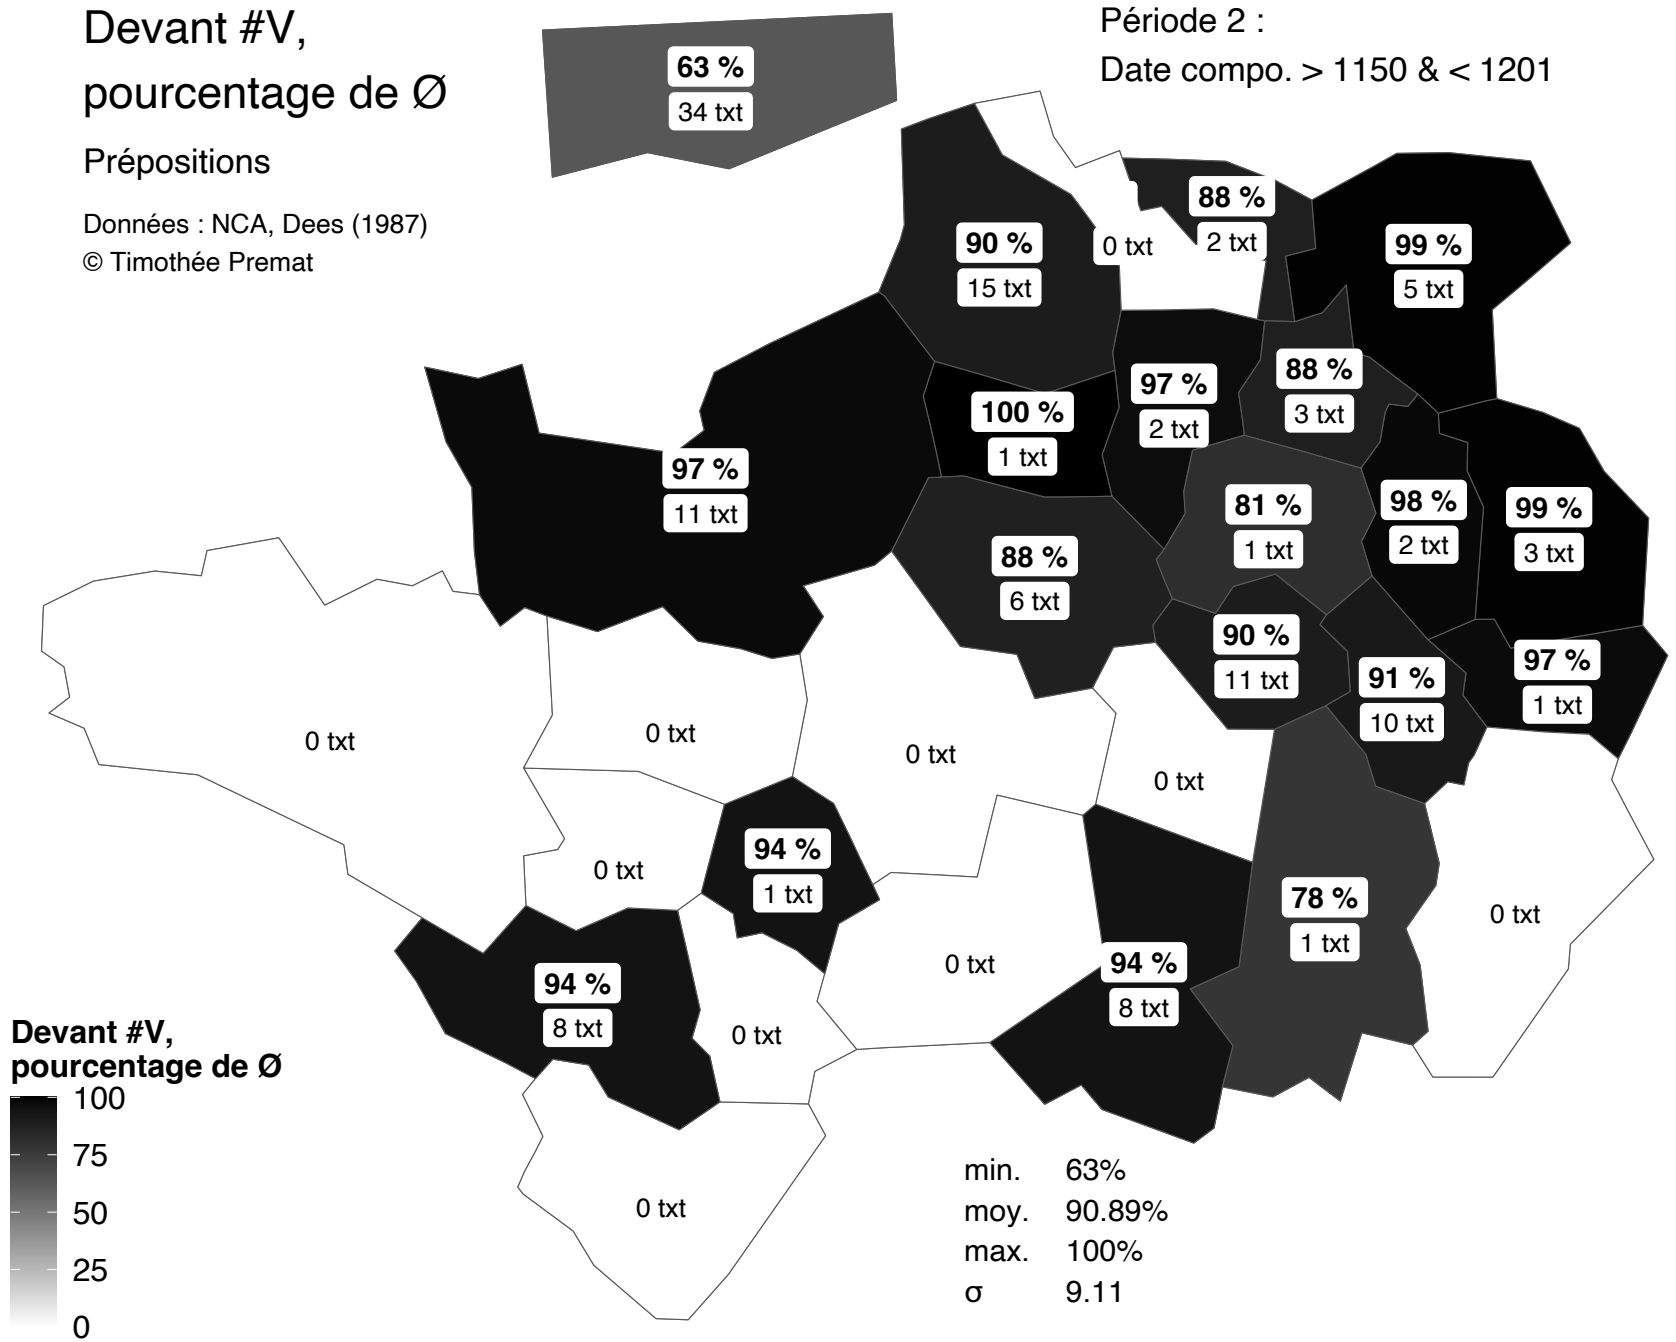 Devant #V,
pourcentage de Ø
Prépositions
Données : NCA, Dees (1987)
© Timothée Premat
Période 2 :
Date compo. > 1150 & < 1201
63 %
34 txt
88 %
2 txt
90 %
15 txt
0 txt
99 %
5 txt
88 %
3 txt
97 %
2 txt
100 %
1 txt
97 %
11 txt
81 %
1 txt
98 %
2 txt
99 %
3 txt
88 %
6 txt
90 %
11 txt
91 %
10 txt
97 %
1 txt
0 txt
0 txt
0 txt
0 txt
0 txt
94 %
1 txt
78 %
1 txt
0 txt
0 txt
94 %
8 txt
94 %
8 txt
0 txt
0 txt
Devant #V,
pourcentage de Ø
100
75
50
25
0
min. 63%
moy. 90.89%
max. 100%
σ 9.11